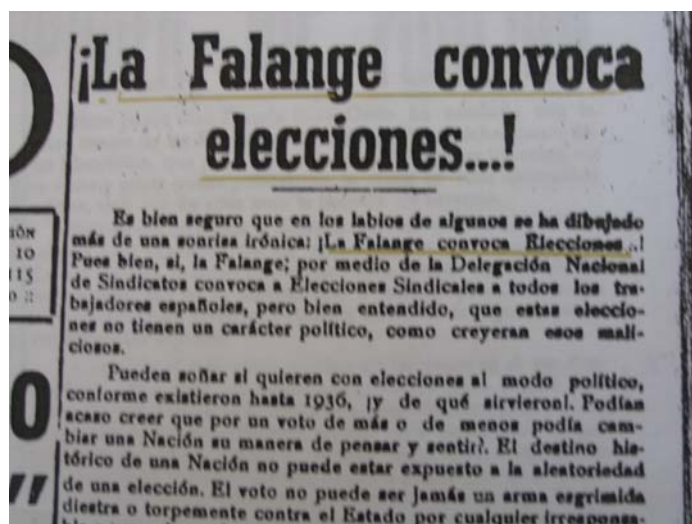 ¡La Falange convoca
elecciones...!
Es bien seguro que en los labios de algunos se ha dibujado
más de una sonrisa irónica: ¡La Falange convoca Elecciones...!
Pues bien, si, la Falange; por medio de la Delegación Nacional
de Sindicatos convoca a Elecciones Sindicales a todos los tra-
bajadores españoles, pero bien entendido, que estas eleccio-
nes no tienen un carácter político, como creyeran esos mali-
ciosos.
Pueden soñar si quieren con elecciones al modo político,
conforme existieron hasta 1936, ¡y de qué sirvieron!. Podían
acaso creer que por un voto de más o de menos podía cam-
biar una Nación su manera de pensar y sentir?. El destino his-
tórico de una Nación no puede estar expuesto a la aleatoriedad
de una elección. El voto no puede ser jamás un arma esgrimida
diestra o torpemente contra el Estado por cualquier irresponsa-
IÓN
10
115
O ::
O
"